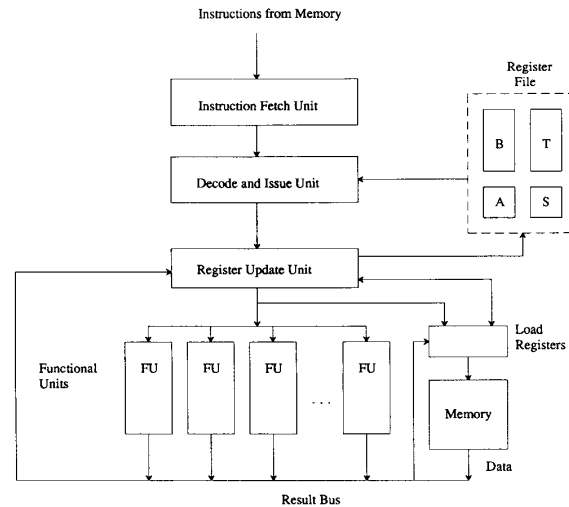 Instructions from Memory
Register
File
Instruction Fetch Unit
B
T
Decode and Issue Unit
A
S
Register Update Unit
Functional
Units
FU
FU
FU
. . .
FU
Load
Registers
Memory
Data
Result Bus